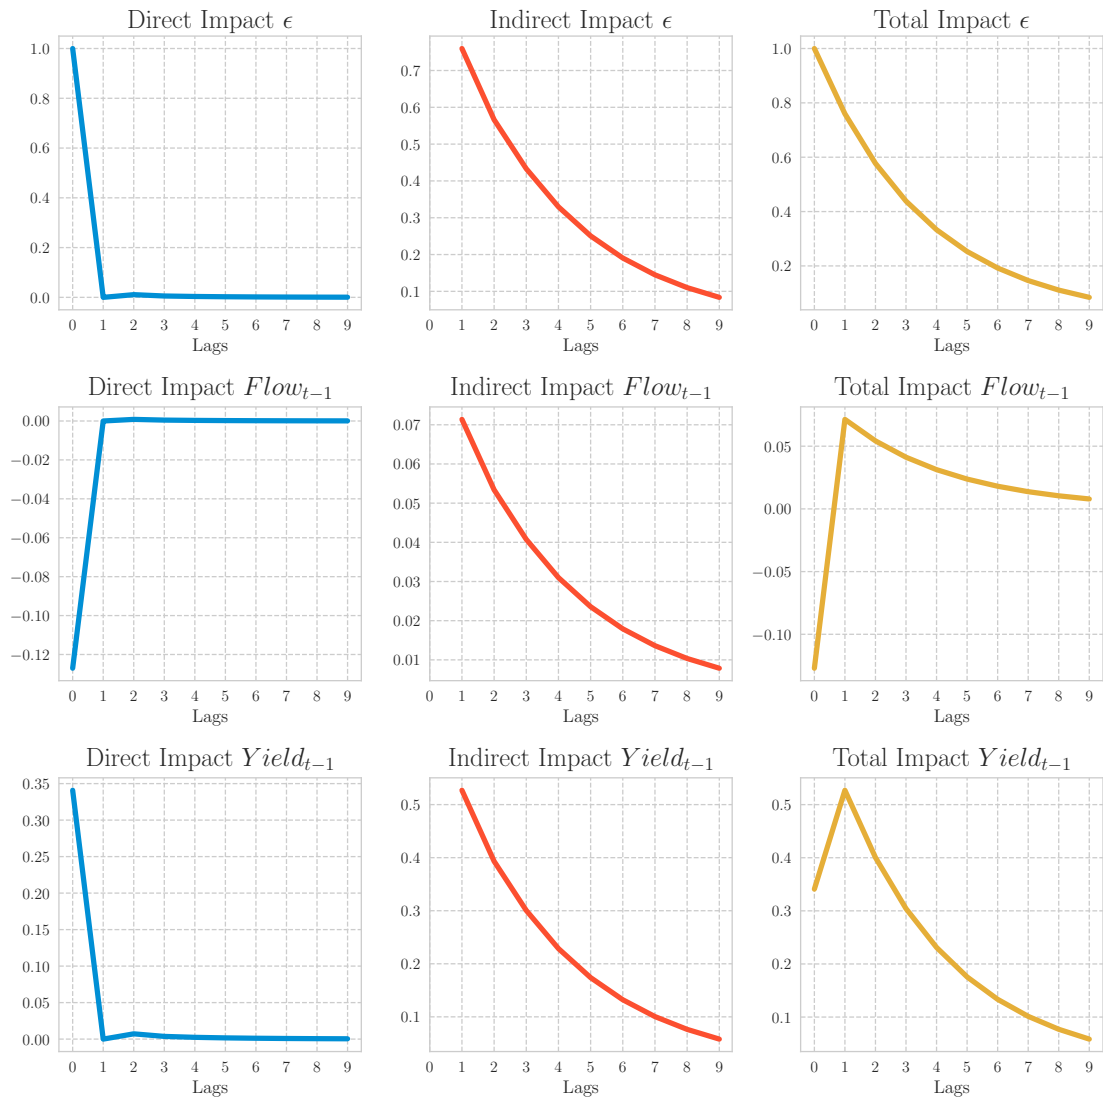 Direct Impact ϵ
1.0
0.8
0.6
0.4
0.2
0.0
0 1 2 3 4 5 6 7 8 9
Lags
Indirect Impact ϵ
0.7
0.6
0.5
0.4
0.3
0.2
0.1
0 1 2 3 4 5 6 7 8 9
Lags
Total Impact ϵ
1.0
0.8
0.6
0.4
0.2
0 1 2 3 4 5 6 7 8 9
Lags
Direct Impact Flow_{t−1}
0.00
−0.02
−0.04
−0.06
−0.08
−0.10
−0.12
0 1 2 3 4 5 6 7 8 9
Lags
Indirect Impact Flow_{t−1}
0.07
0.06
0.05
0.04
0.03
0.02
0.01
0 1 2 3 4 5 6 7 8 9
Lags
Total Impact Flow_{t−1}
0.05
0.00
−0.05
−0.10
0 1 2 3 4 5 6 7 8 9
Lags
Direct Impact Yield_{t−1}
0.35
0.30
0.25
0.20
0.15
0.10
0.05
0.00
0 1 2 3 4 5 6 7 8 9
Lags
Indirect Impact Yield_{t−1}
0.5
0.4
0.3
0.2
0.1
0 1 2 3 4 5 6 7 8 9
Lags
Total Impact Yield_{t−1}
0.5
0.4
0.3
0.2
0.1
0 1 2 3 4 5 6 7 8 9
Lags